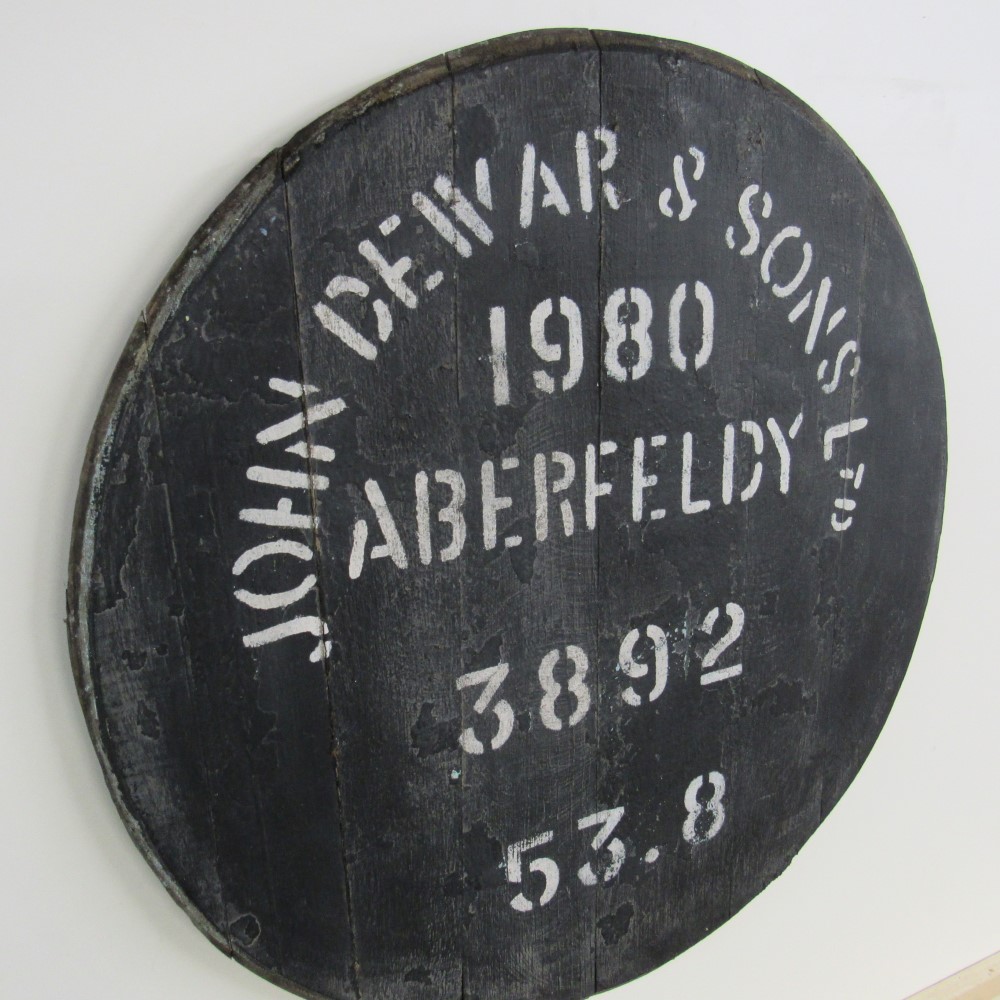 JOHN DEWAR & SONS LTD
1980
ABERFELDY
3892
53.8